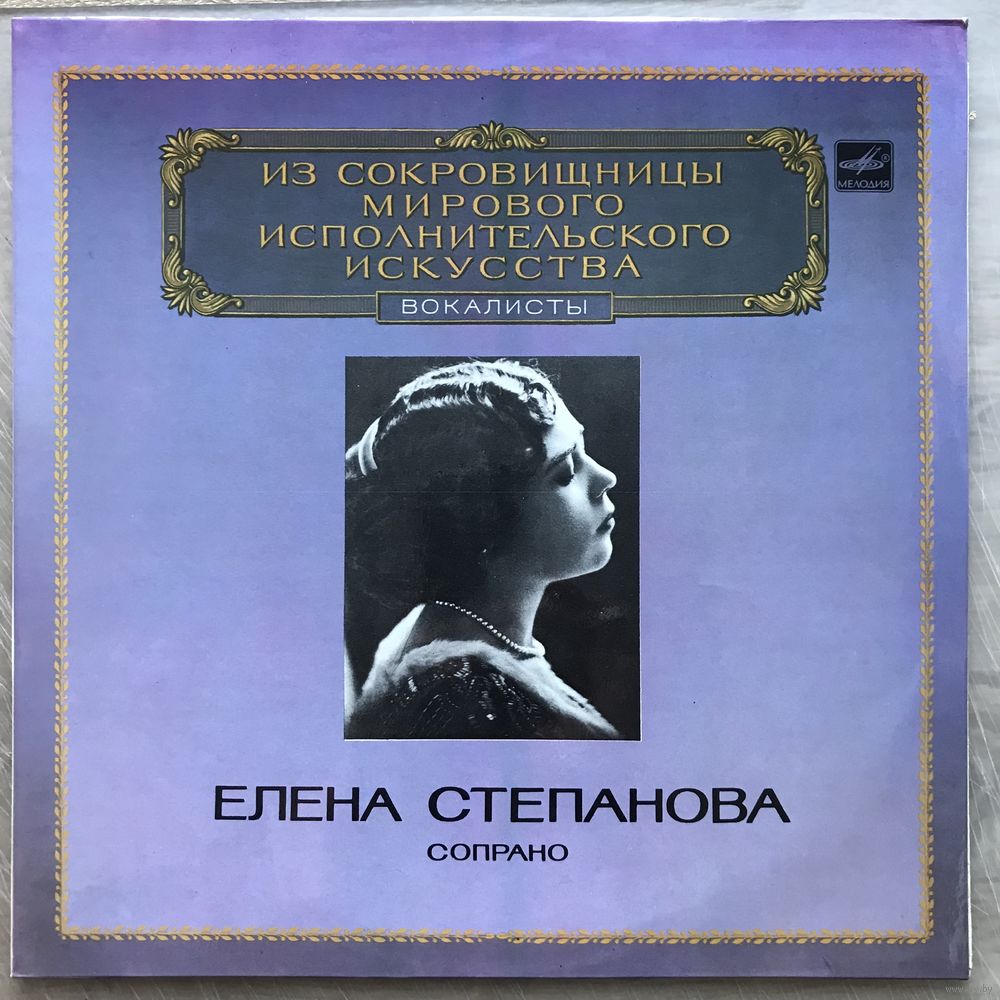 ИЗ СОКРОВИЩНИЦЫ
МИРОВОГО
ИСПОЛНИТЕЛЬСКОГО
ИСКУССТВА
ВОКАЛИСТЫ
МЕЛОДИЯ
ЕЛЕНА СТЕПАНОВА
СОПРАНО